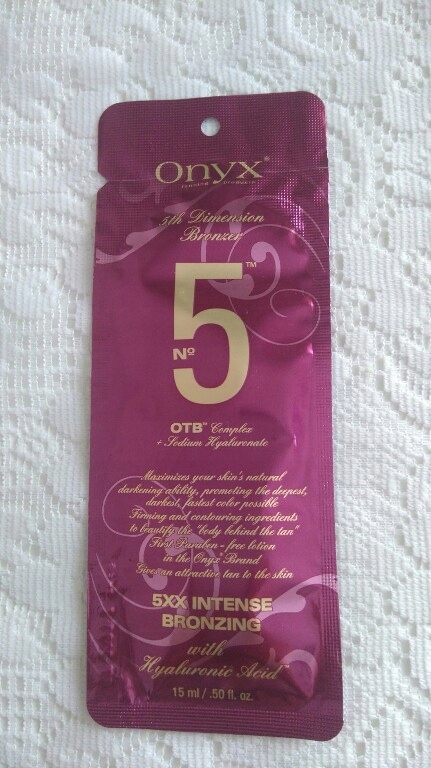 Onyx®
5th Dimension
Bronzer
No 5™
OTB™ Complex
+ Sodium Hyaluronate
Maximizes your skin's natural
darkening ability, promoting the deepest,
darkest, fastest color possible
Firming and contouring ingredients
to beautify the "body behind the tan"
First Paraben-free lotion
in the Onyx® Brand
Gives an attractive tan to the skin
5XX INTENSE
BRONZING
with
Hyaluronic Acid™
15 ml / .50 fl. oz.